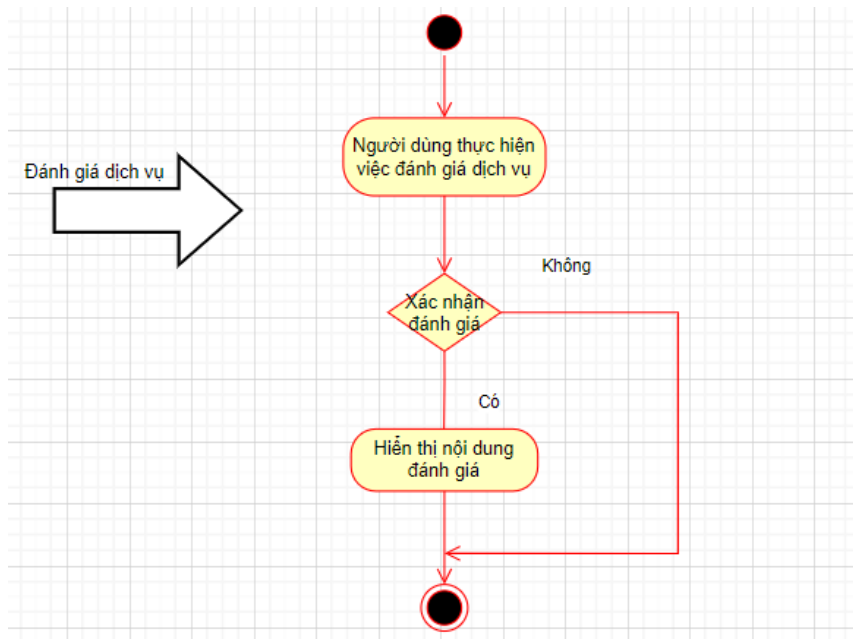 Người dùng thực hiện
việc đánh giá dịch vụ
Đánh giá dịch vụ
Không
Xác nhận
đánh giá
Có
Hiển thị nội dung
đánh giá